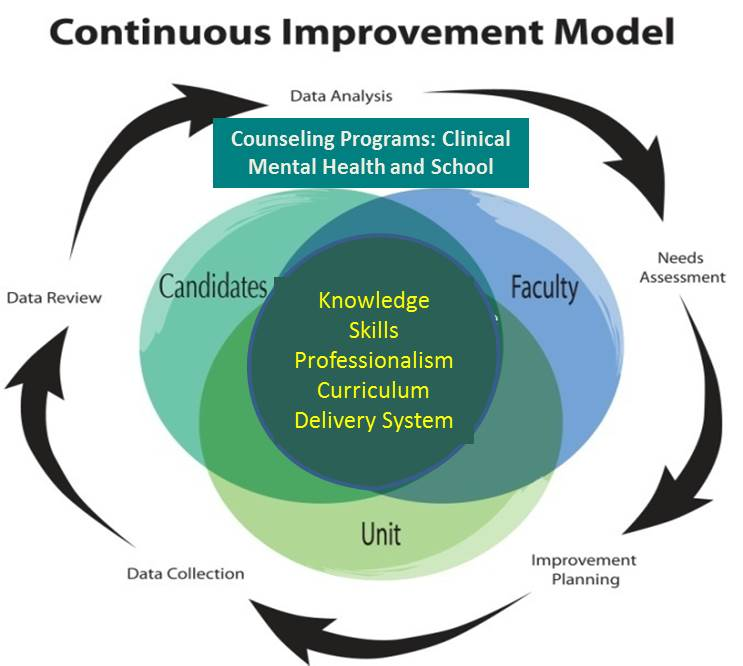 Continuous Improvement Model
Data Analysis
Counseling Programs: Clinical
Mental Health and School
Needs
Assessment
Candidates
Faculty
Data Review
Knowledge
Skills
Professionalism
Curriculum
Delivery System
Unit
Improvement
Planning
Data Collection